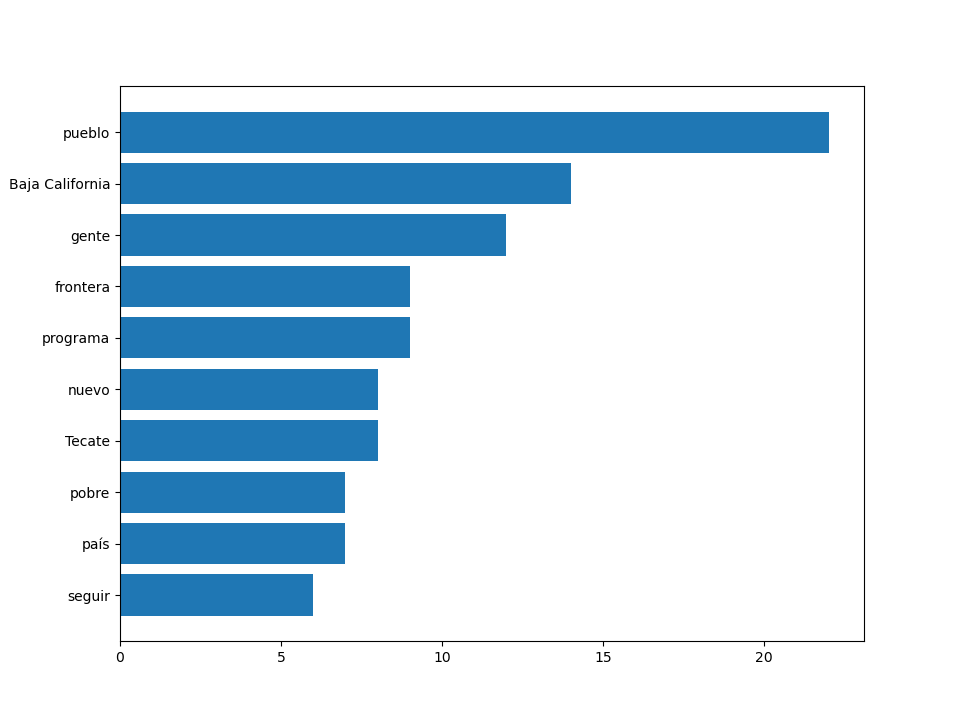 pueblo
Baja California
gente
frontera
programa
nuevo
Tecate
pobre
país
seguir
0 5 10 15 20